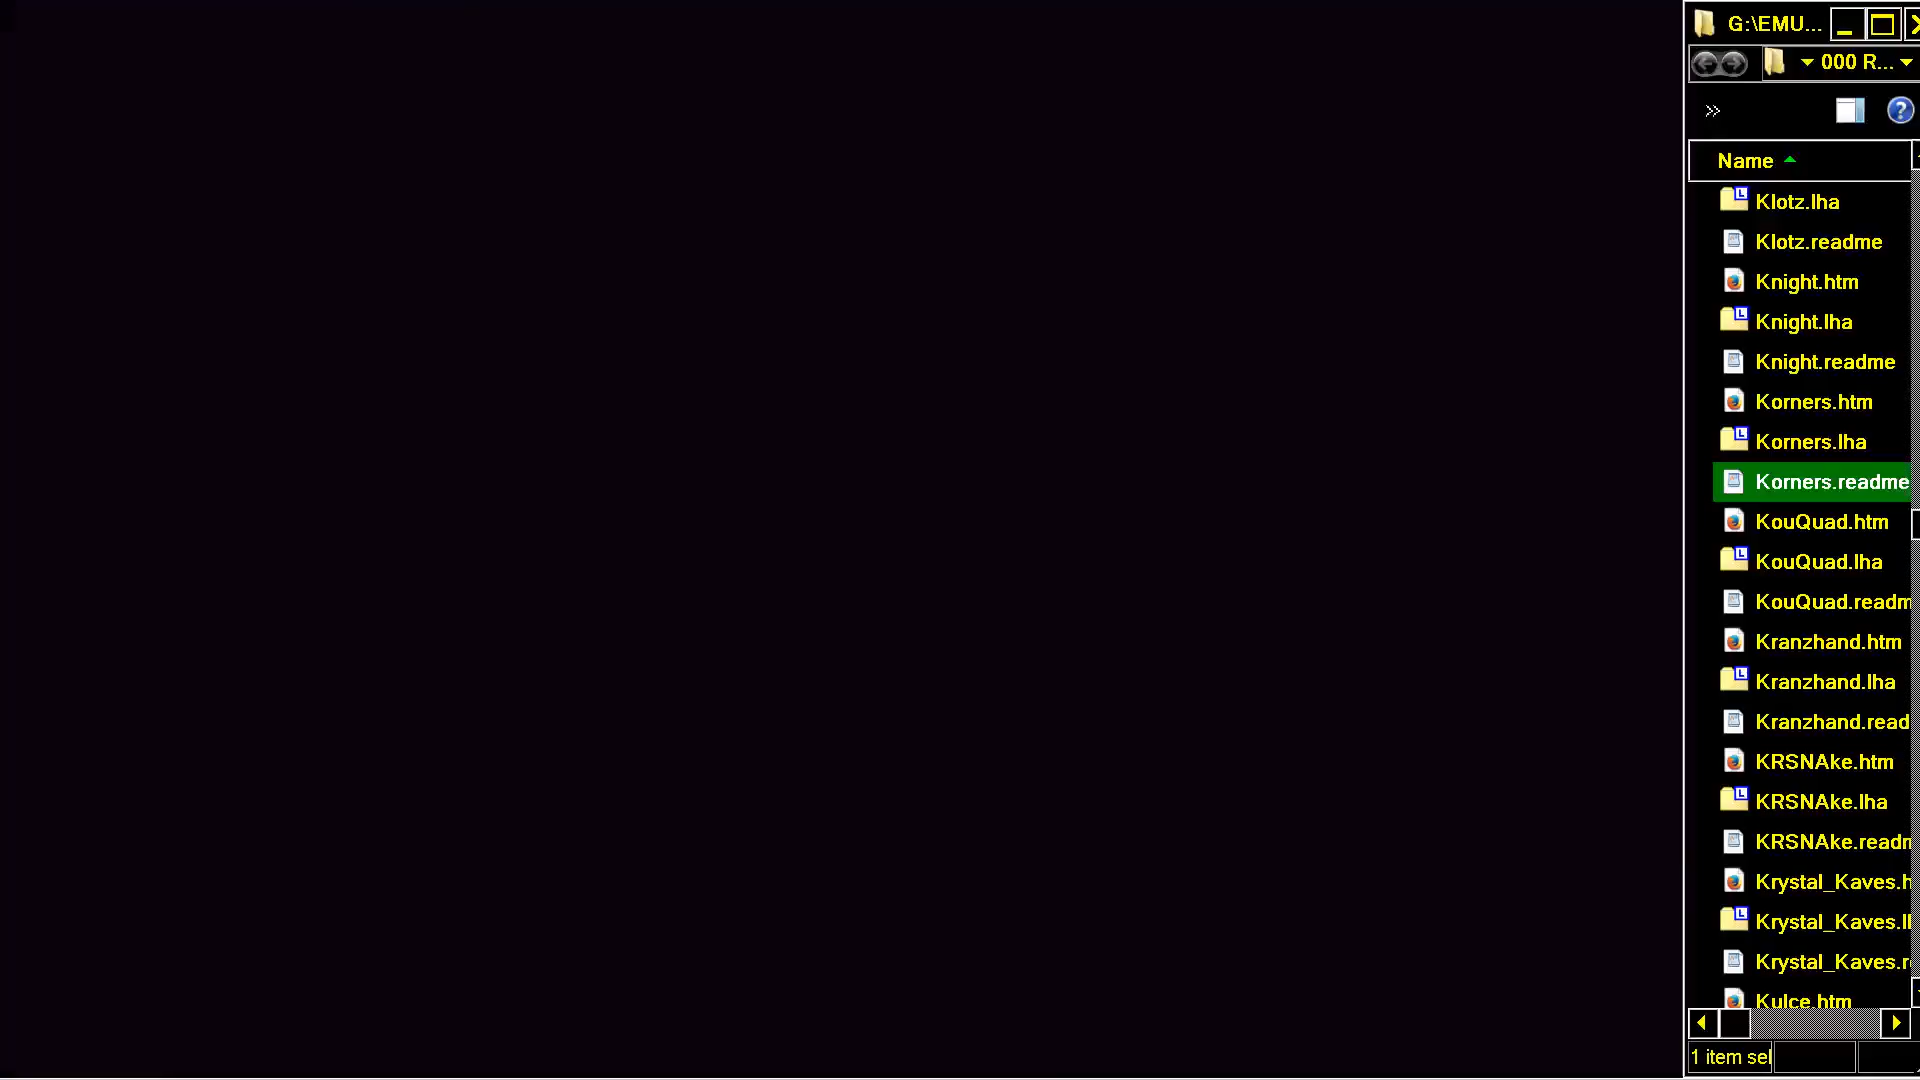 G:\EMU...
000 R...
Name
Klotz.lha
Klotz.readme
Knight.htm
Knight.lha
Knight.readme
Korners.htm
Korners.lha
Korners.readme
KouQuad.htm
KouQuad.lha
KouQuad.readm
Kranzhand.htm
Kranzhand.lha
Kranzhand.read
KRSNAke.htm
KRSNAke.lha
KRSNAke.readm
Krystal_Kaves.h
Krystal_Kaves.l
Krystal_Kaves.r
Kulce.htm
1 item sel